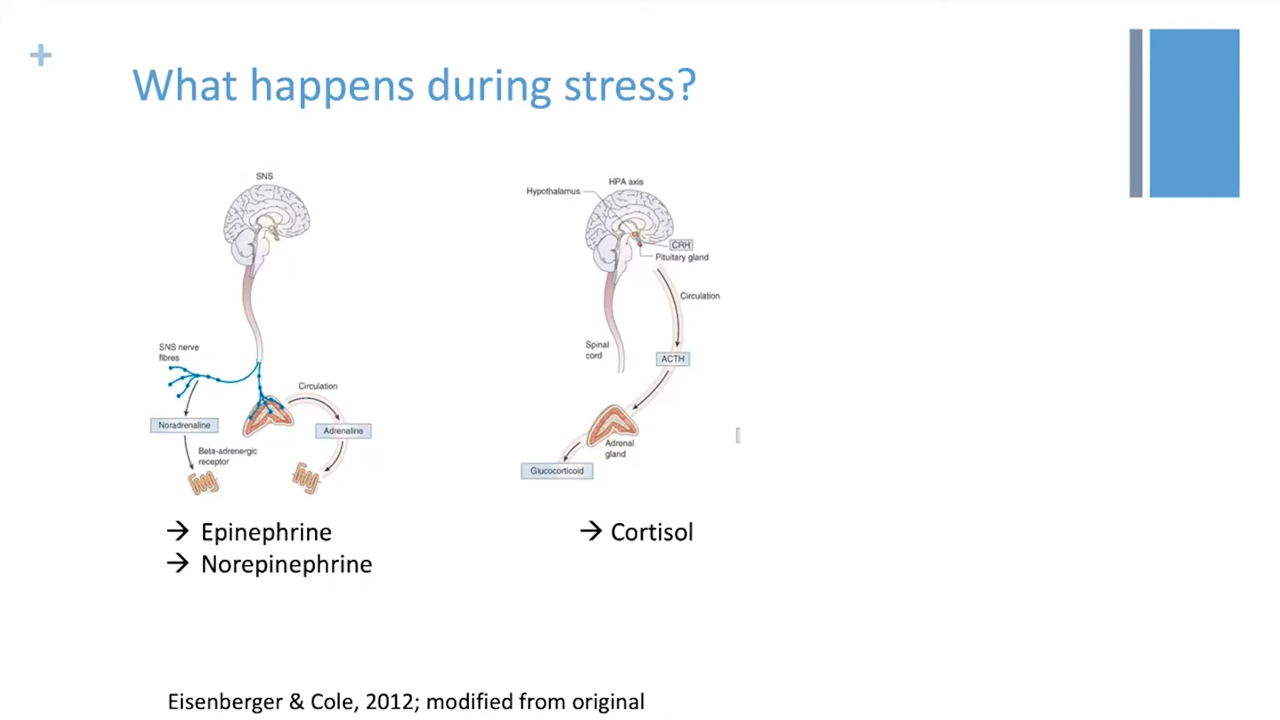 +
What happens during stress?
SNS
SNS nerve
fibres
Circulation
Noradrenaline
Adrenaline
Beta-adrenergic
receptor
→ Epinephrine
→ Norepinephrine
HPA axis
Hypothalamus
CRH
Pituitary gland
Circulation
Spinal
cord
ACTH
Adrenal
gland
Glucocorticoid
→ Cortisol
Eisenberger & Cole, 2012; modified from original